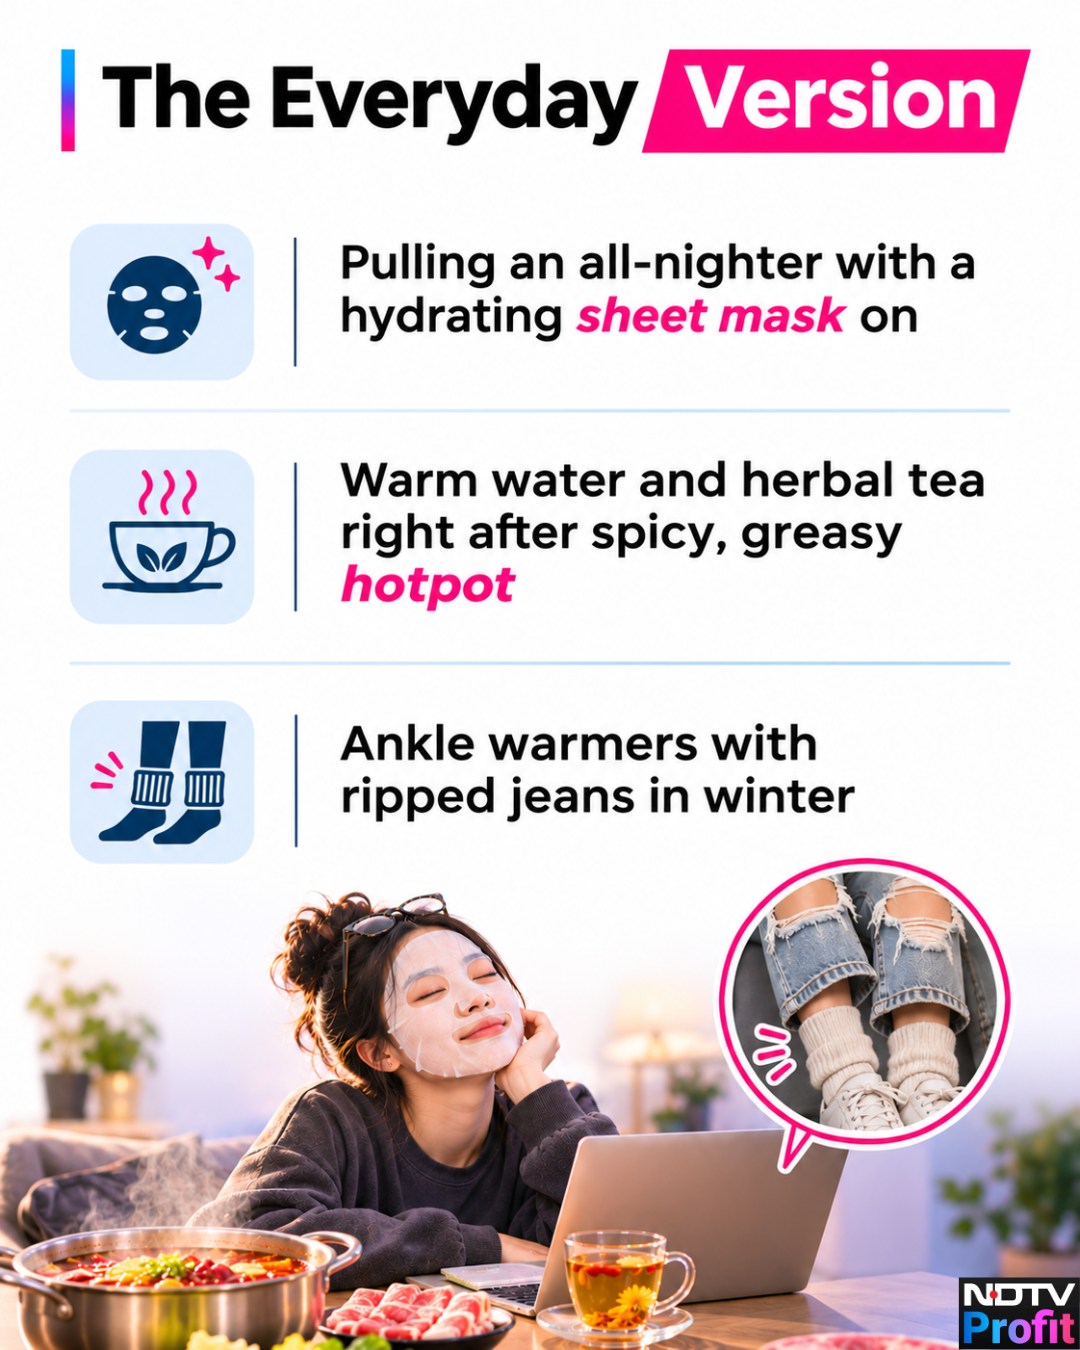 The Everyday Version
Pulling an all-nighter with a
hydrating sheet mask on
Warm water and herbal tea
right after spicy, greasy
hotpot
Ankle warmers with
ripped jeans in winter
NDTV
Profit